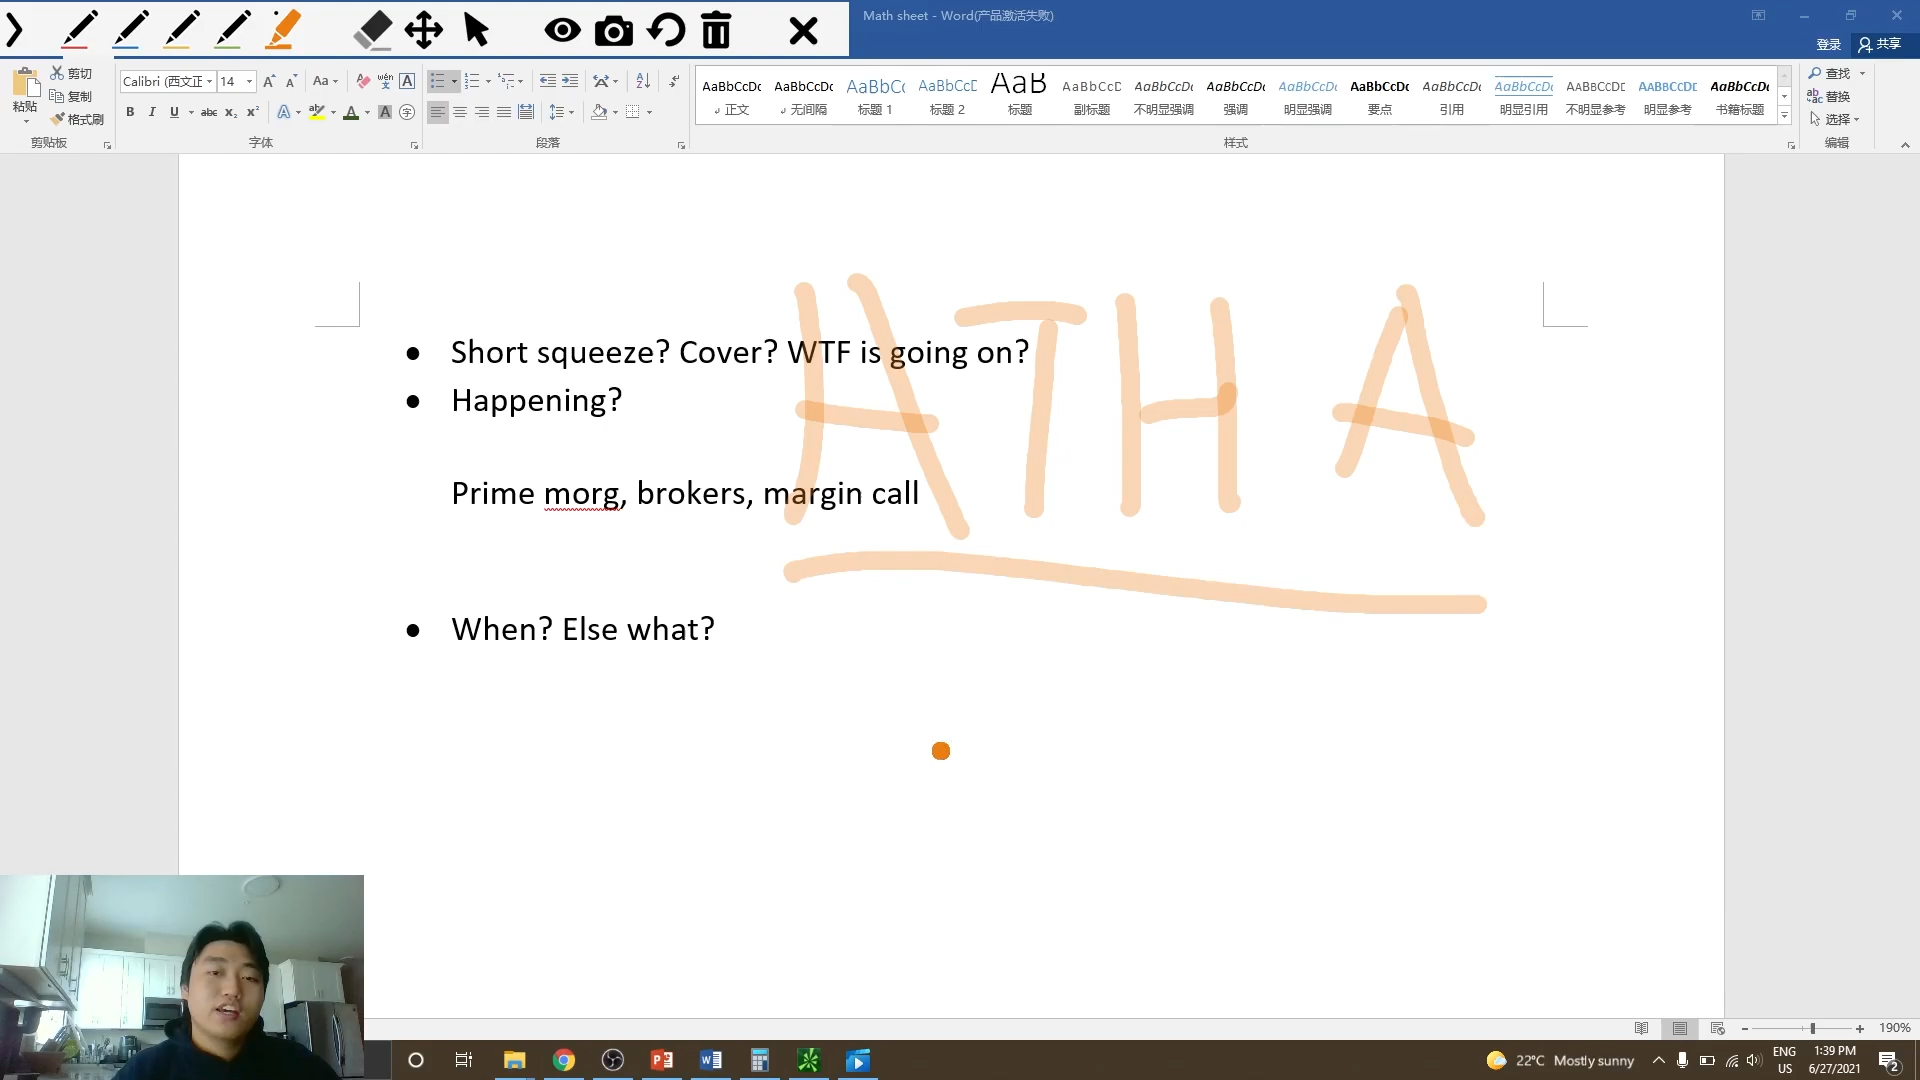 Math sheet - Word(产品激活失败)
登录 共享
粘贴 剪切 复制 格式刷
Calibri (西文正 14
AaBbCcDc AaBbCcDc AaBbC AaBbC AaB AaBbCcD AaBbCcDc AaBbCcDc AaBbCcDc AaBbCcDc AaBbCcDc AaBbCcDc AABBCCDE AABBCCDE AaBbCcDc
正文 无间隔 标题 1 标题 2 标题 副标题 不明显强调 强调 明显强调 要点 引用 明显引用 不明显参考 明显参考 书籍标题
查找
替换
选择
剪贴板 字体 段落 样式 编辑
ATHA
• Short squeeze? Cover? WTF is going on?
• Happening?
Prime morg, brokers, margin call
• When? Else what?
190%
22°C Mostly sunny
ENG
US
1:39 PM
6/27/2021
2